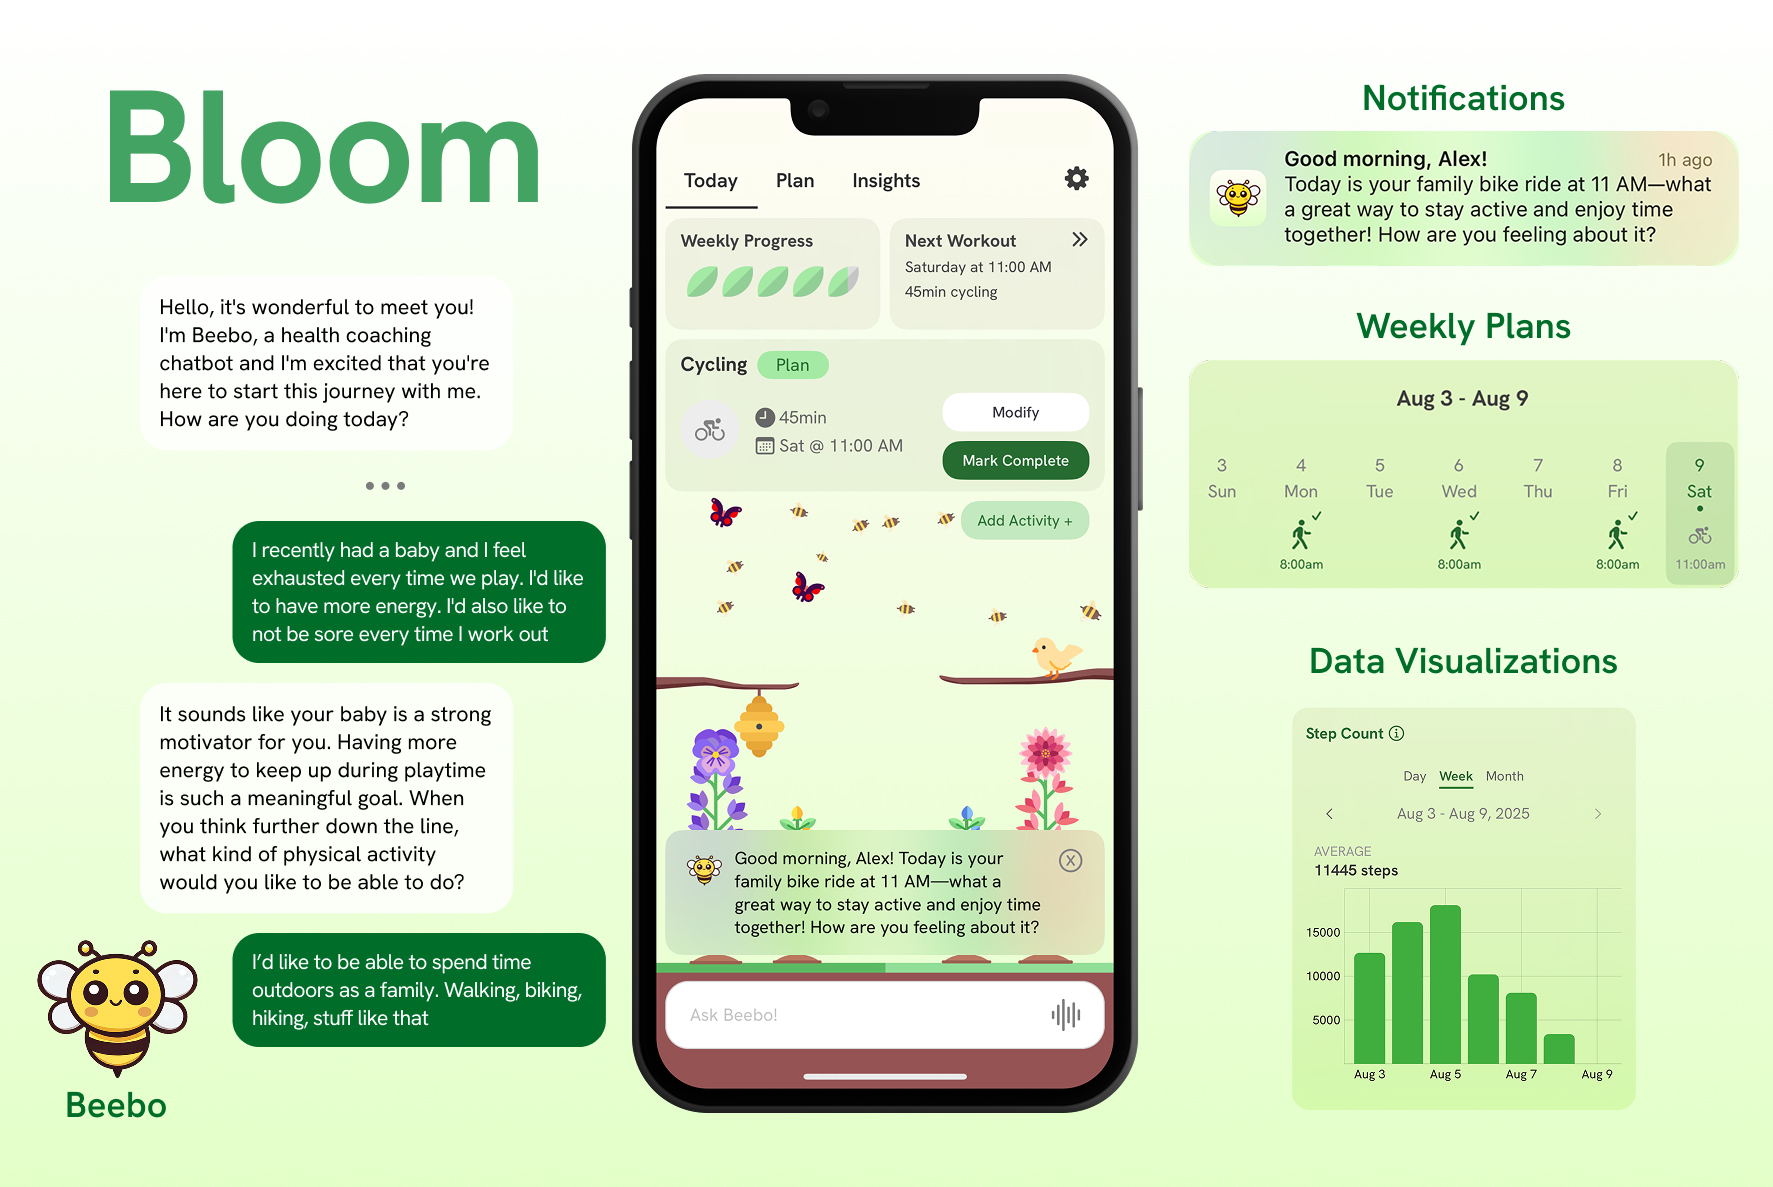 Bloom
Hello, it's wonderful to meet you!
I'm Beebo, a health coaching
chatbot and I'm excited that you're
here to start this journey with me.
How are you doing today?
I recently had a baby and I feel
exhausted every time we play. I'd like
to have more energy. I'd also like to
not be sore every time I work out
It sounds like your baby is a strong
motivator for you. Having more
energy to keep up during playtime
is such a meaningful goal. When
you think further down the line,
what kind of physical activity
would you like to be able to do?
I'd like to be able to spend time
outdoors as a family. Walking, biking,
hiking, stuff like that
Beebo
Today Plan Insights
Weekly Progress
Next Workout
Saturday at 11:00 AM
45min cycling
Cycling Plan
45min
Sat @ 11:00 AM
Modify
Mark Complete
Add Activity +
Good morning, Alex! Today is your
family bike ride at 11 AM—what a
great way to stay active and enjoy time
together! How are you feeling about it?
Ask Beebo!
Notifications
Good morning, Alex! 1h ago
Today is your family bike ride at 11 AM—what
a great way to stay active and enjoy time
together! How are you feeling about it?
Weekly Plans
Aug 3 - Aug 9
3 4 5 6 7 8 9
Sun Mon Tue Wed Thu Fri Sat
8:00am 8:00am 8:00am 11:00am
Data Visualizations
Step Count
Day Week Month
Aug 3 - Aug 9, 2025
AVERAGE
11445 steps
15000
10000
5000
Aug 3 Aug 5 Aug 7 Aug 9